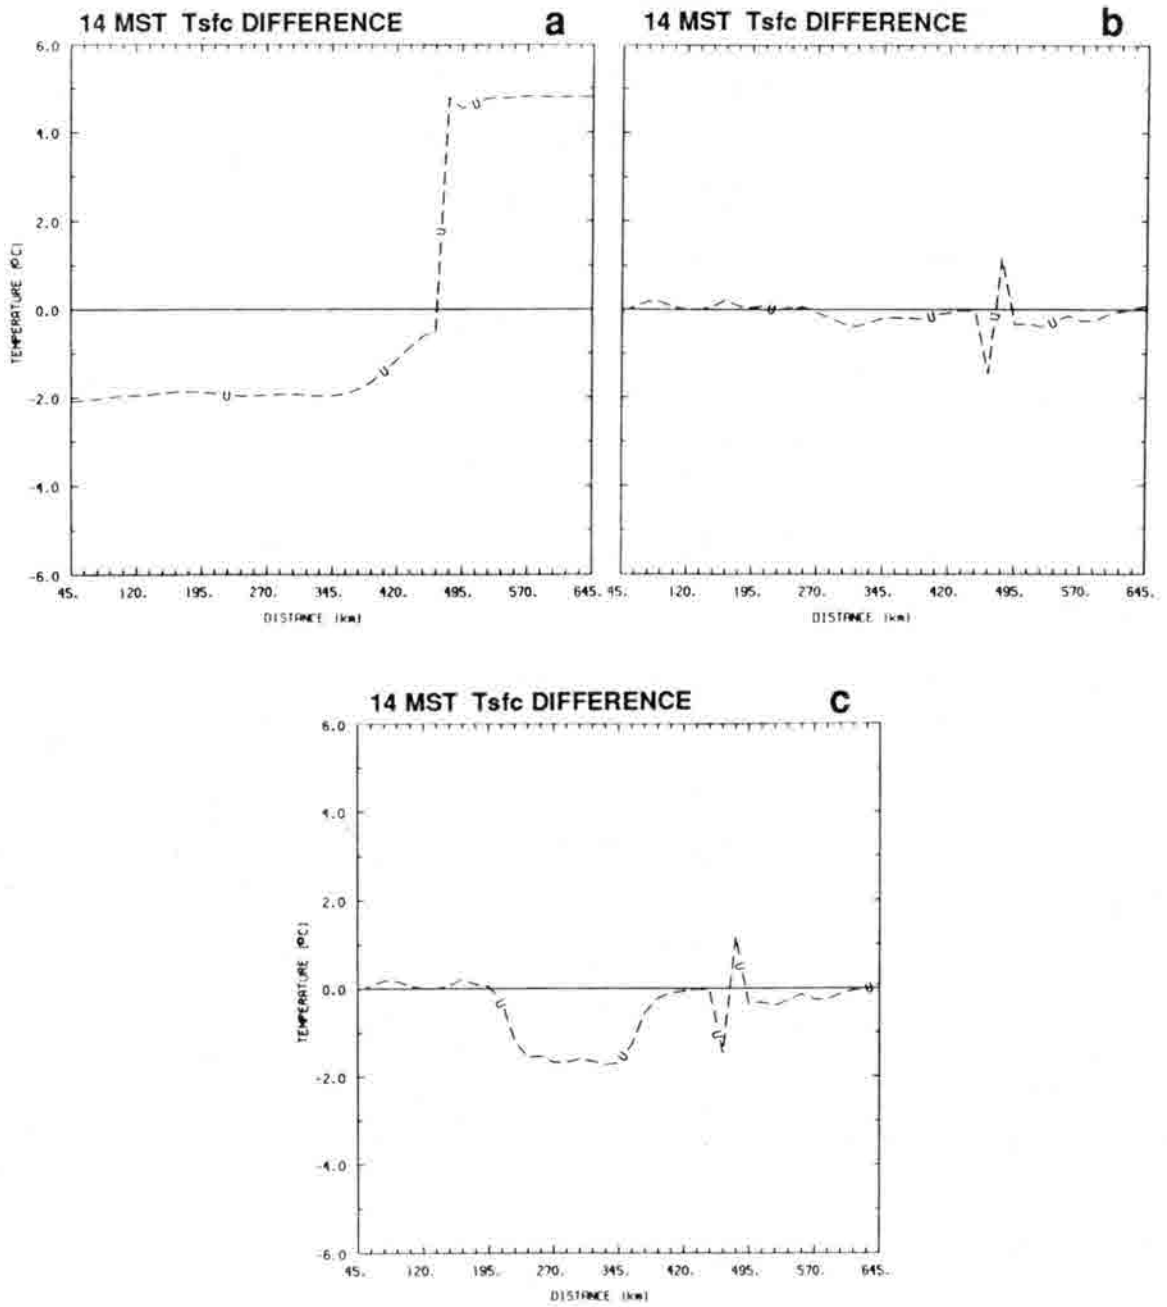 14 MST Tsfc DIFFERENCE a
6.0
4.0
2.0
0.0
-2.0
-4.0
-6.0
TEMPERATURE (ºC)
U
U
U
U
45. 120. 195. 270. 345. 420. 495. 570. 645.
DISTANCE (km)
14 MST Tsfc DIFFERENCE b
U
U
U
U
45. 120. 195. 270. 345. 420. 495. 570. 645.
DISTANCE (km)
14 MST Tsfc DIFFERENCE c
6.0
4.0
2.0
0.0
-2.0
-4.0
-6.0
TEMPERATURE (ºC)
U
U
U
U
U
45. 120. 195. 270. 345. 420. 495. 570. 645.
DISTANCE (km)